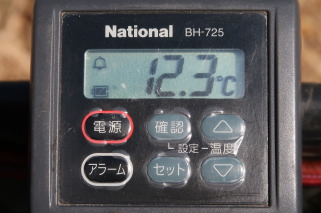 National BH-725
12.3℃
電源 確認 △
設定 温度
アラーム セット ▽